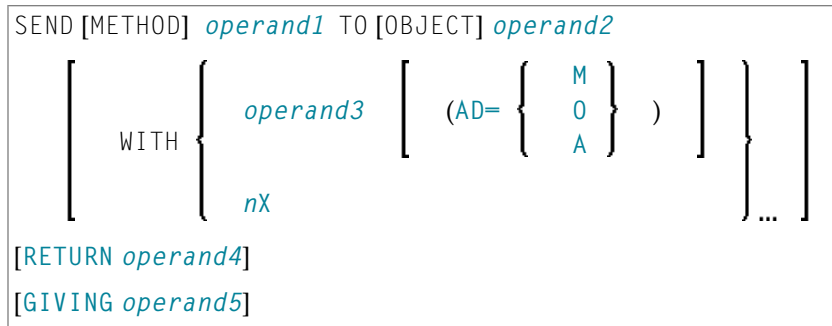 SEND [METHOD] operand1 TO [OBJECT] operand2
M
operand3 (AD= O )
WITH A
nX ...
[RETURN operand4]
[GIVING operand5]